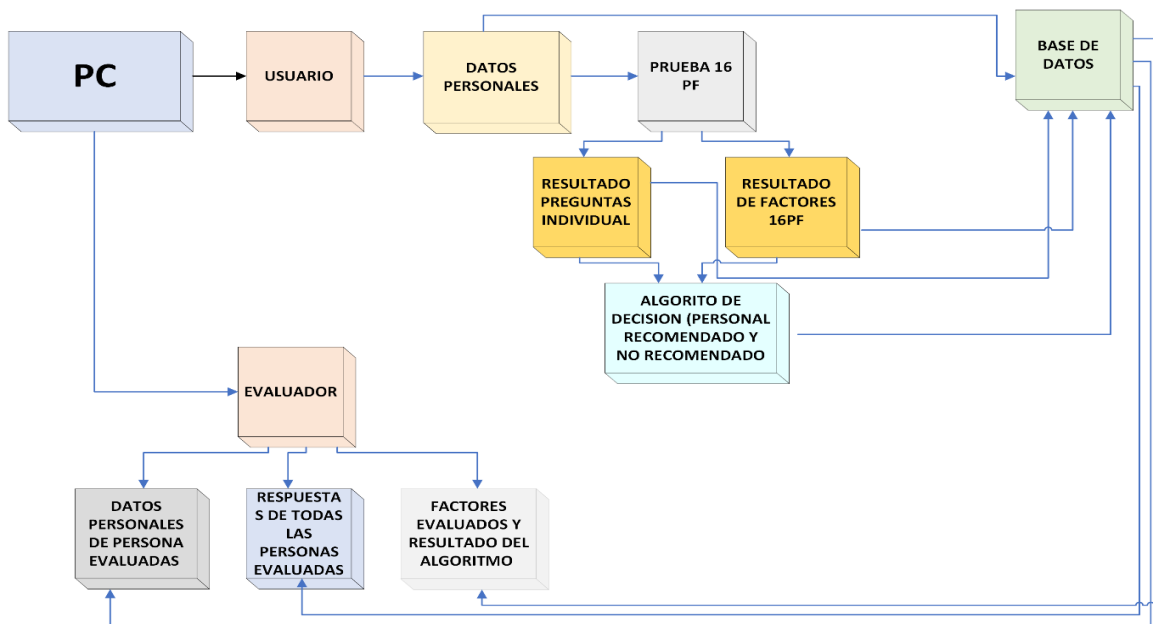 PC
USUARIO
DATOS
PERSONALES
PRUEBA 16
PF
BASE DE
DATOS
RESULTADO
PREGUNTAS
INDIVIDUAL
RESULTADO
DE FACTORES
16PF
ALGORITO DE
DECISION (PERSONAL
RECOMENDADO Y
NO RECOMENDADO
EVALUADOR
DATOS
PERSONALES
DE PERSONA
EVALUADAS
RESPUESTA
S DE TODAS
LAS
PERSONAS
EVALUADAS
FACTORES
EVALUADOS Y
RESULTADO DEL
ALGORITMO